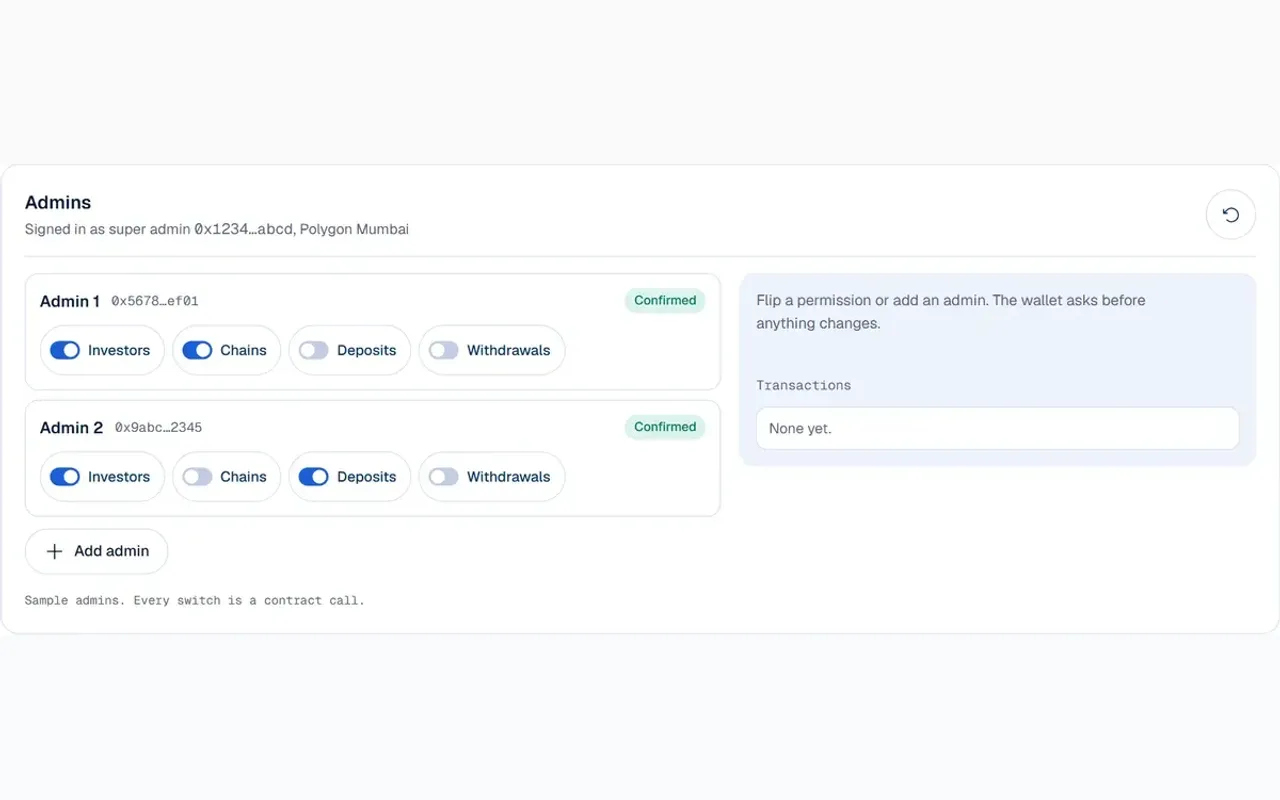 Admins
Signed in as super admin 0x1234…abcd, Polygon Mumbai
Admin 1 0x5678…ef01 Confirmed
Investors Chains Deposits Withdrawals
Admin 2 0x9abc…2345 Confirmed
Investors Chains Deposits Withdrawals
Add admin
Sample admins. Every switch is a contract call.
Flip a permission or add an admin. The wallet asks before
anything changes.
Transactions
None yet.